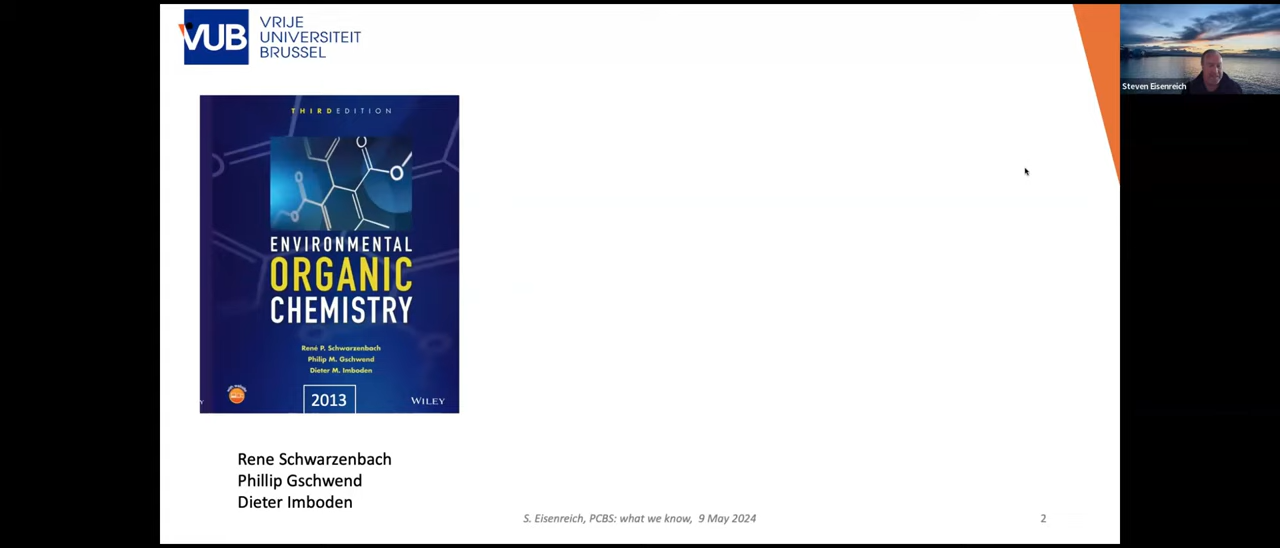 VUB
VRIJE
UNIVERSITEIT
BRUSSEL
Steven Eisenreich
THIRD EDITION
ENVIRONMENTAL
ORGANIC
CHEMISTRY
René P. Schwarzenbach
Philip M. Gschwend
Dieter M. Imboden
2013
WILEY
Rene Schwarzenbach
Phillip Gschwend
Dieter Imboden
S. Eisenreich, PCBS: what we know, 9 May 2024
2